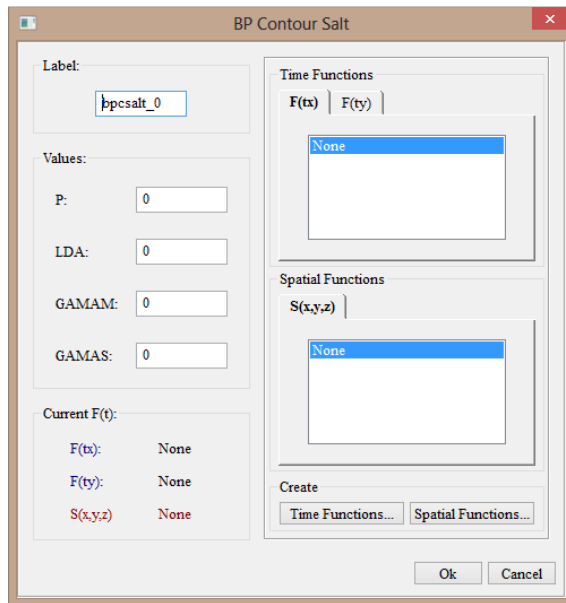 BP Contour Salt
Label:
bpcsalt_0
Values:
P: 0
LDA: 0
GAMAM: 0
GAMAS: 0
Current F(t):
F(tx): None
F(ty): None
S(x,y,z) None
Time Functions
F(tx) F(ty)
None
Spatial Functions
S(x,y,z)
None
Create
Time Functions... Spatial Functions...
Ok Cancel